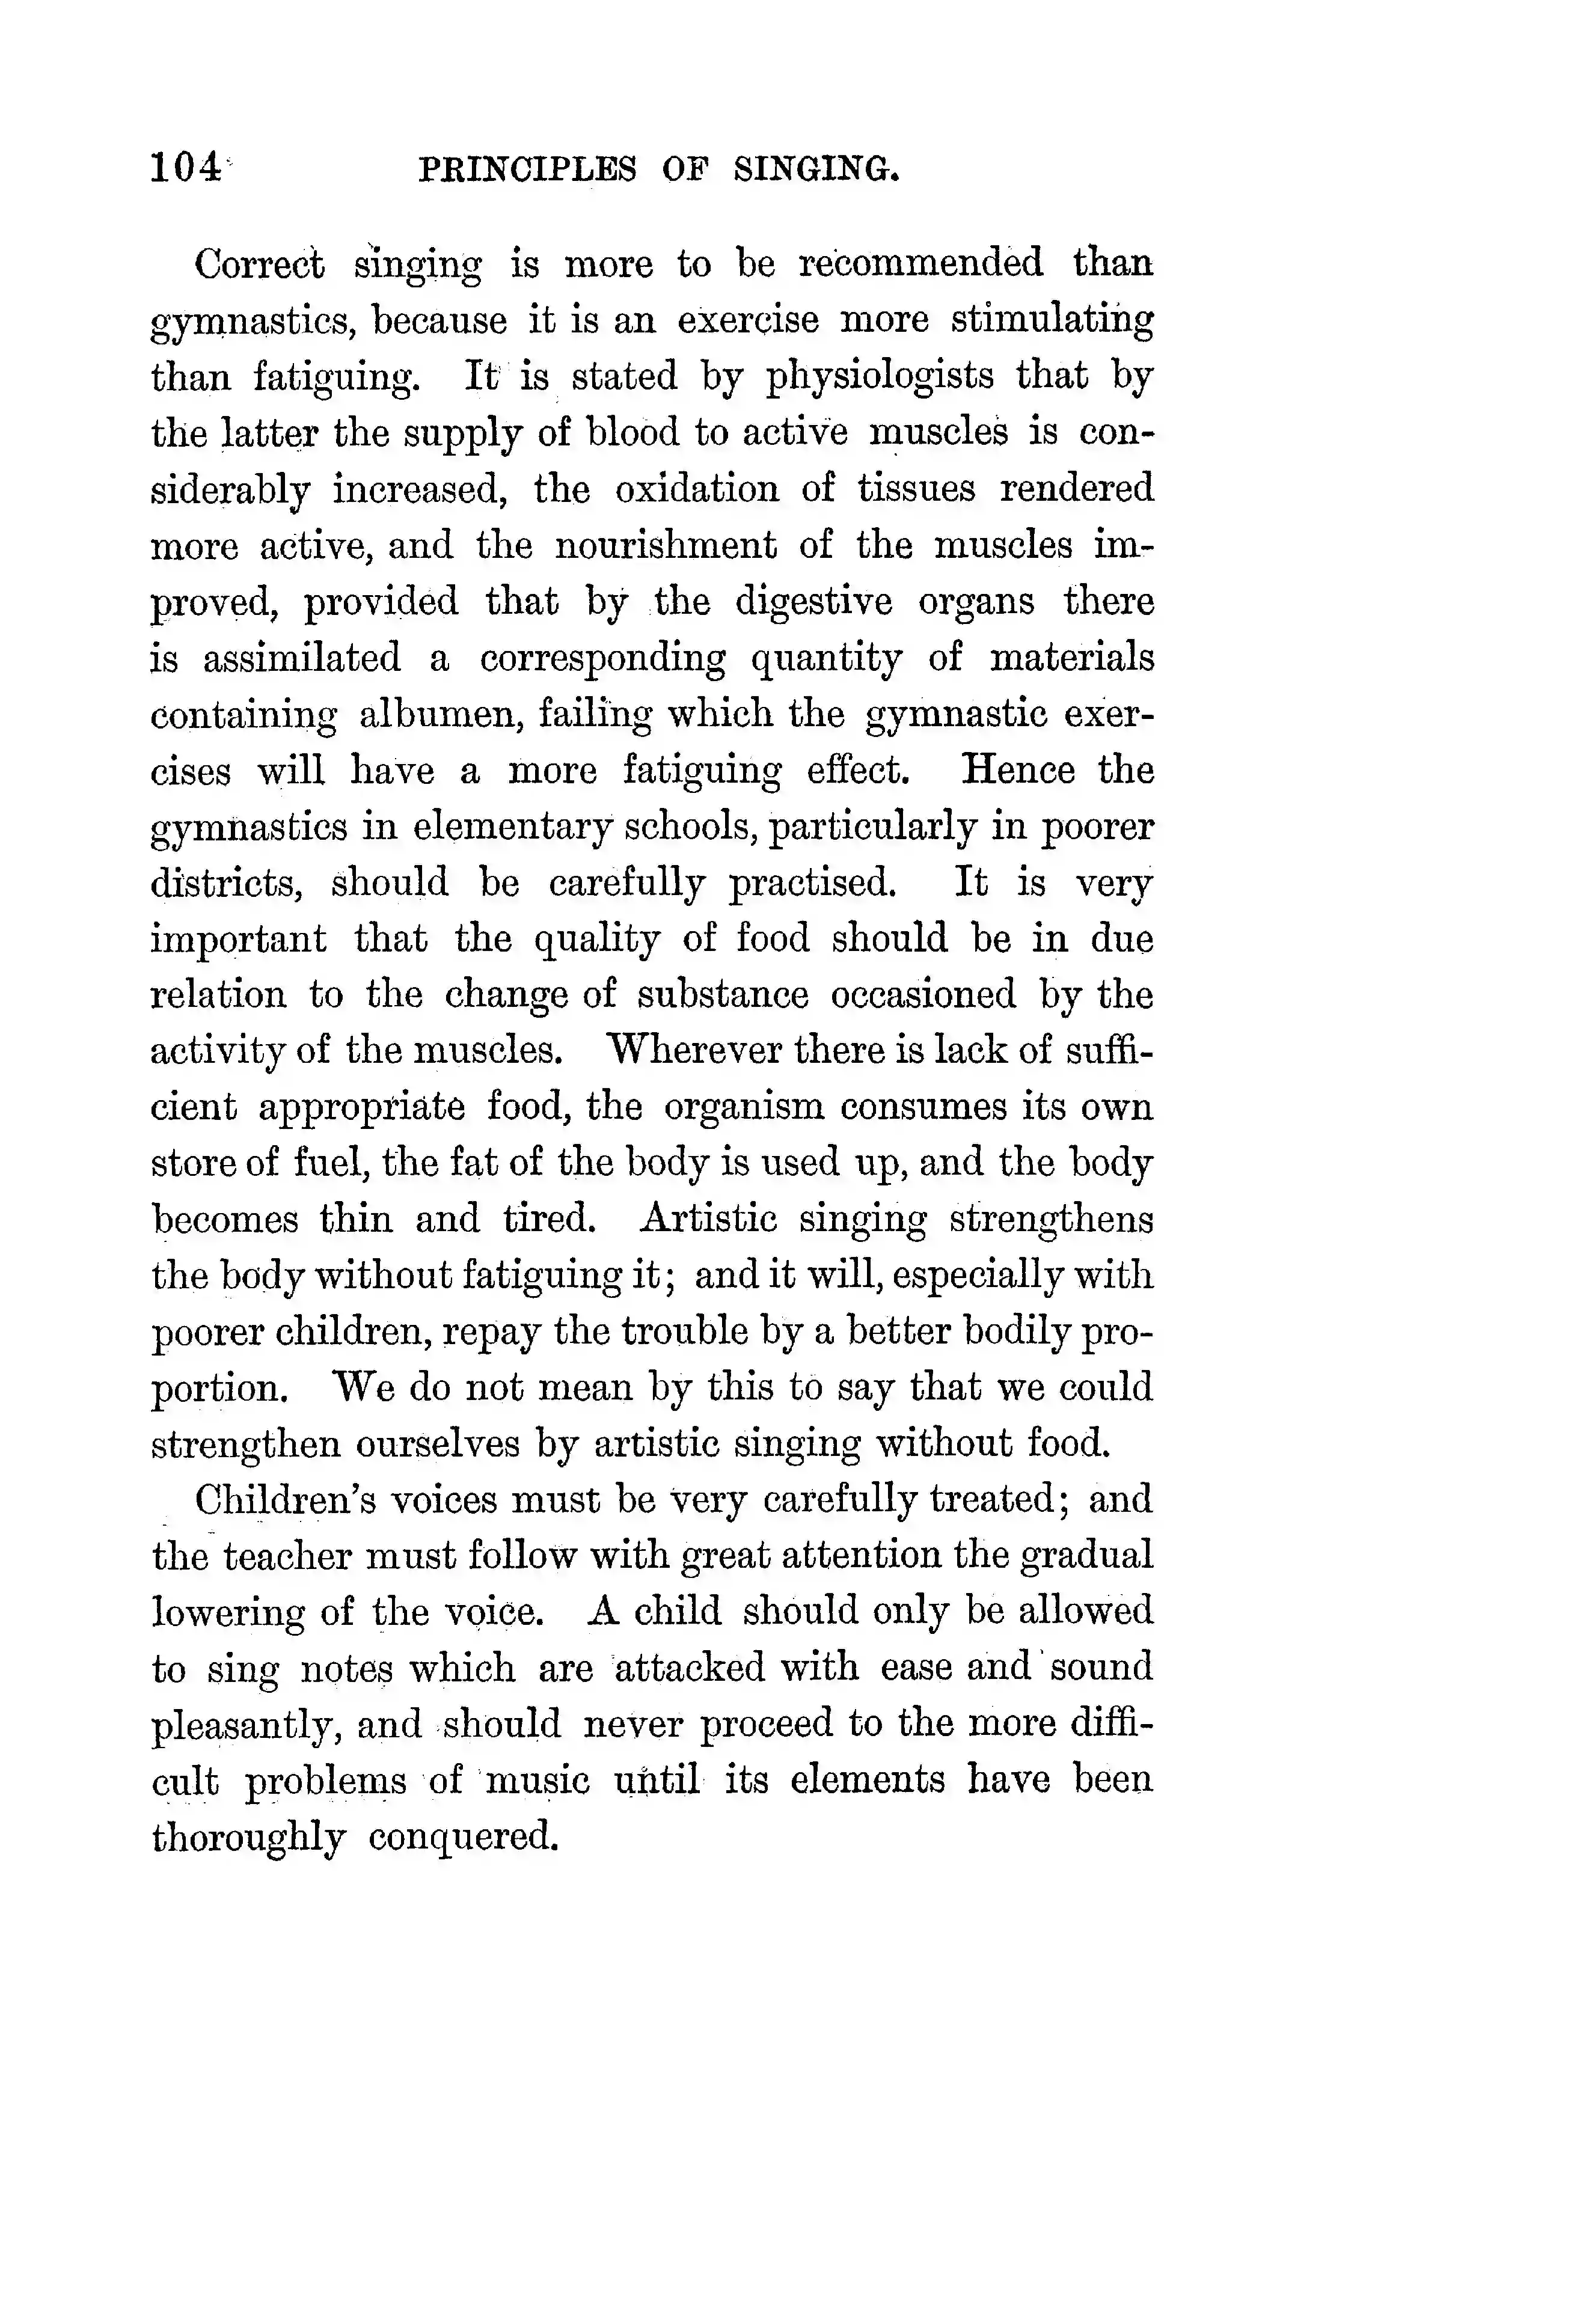 104 PRINCIPLES OF SINGING.
Correct singing is more to be recommended than
gymnastics, because it is an exercise more stimulating
than fatiguing. It is stated by physiologists that by
the latter the supply of blood to active muscles is con-
siderably increased, the oxidation of tissues rendered
more active, and the nourishment of the muscles im-
proved, provided that by the digestive organs there
is assimilated a corresponding quantity of materials
containing albumen, failing which the gymnastic exer-
cises will have a more fatiguing effect. Hence the
gymnastics in elementary schools, particularly in poorer
districts, should be carefully practised. It is very
important that the quality of food should be in due
relation to the change of substance occasioned by the
activity of the muscles. Wherever there is lack of suffi-
cient appropriate food, the organism consumes its own
store of fuel, the fat of the body is used up, and the body
becomes thin and tired. Artistic singing strengthens
the body without fatiguing it; and it will, especially with
poorer children, repay the trouble by a better bodily pro-
portion. We do not mean by this to say that we could
strengthen ourselves by artistic singing without food.
Children's voices must be very carefully treated; and
the teacher must follow with great attention the gradual
lowering of the voice. A child should only be allowed
to sing notes which are attacked with ease and sound
pleasantly, and should never proceed to the more diffi-
cult problems of music until its elements have been
thoroughly conquered.